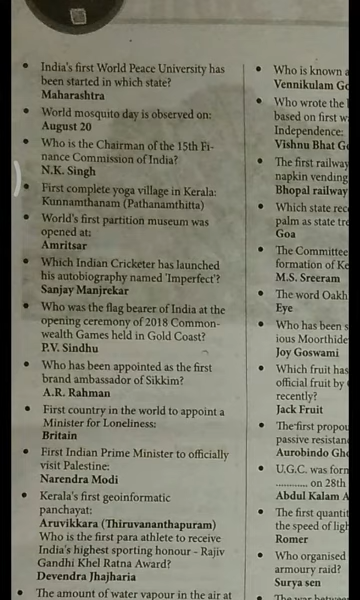 India's first World Peace University has
been started in which state?
Maharashtra
World mosquito day is observed on:
August 20
Who is the Chairman of the 15th Fi-
nance Commission of India?
N.K. Singh
First complete yoga village in Kerala:
Kunnamthanam (Pathanamthitta)
World's first partition museum was
opened at:
Amritsar
Which Indian Cricketer has launched
his autobiography named 'Imperfect'?
Sanjay Manjrekar
Who was the flag bearer of India at the
opening ceremony of 2018 Common-
wealth Games held in Gold Coast?
P.V. Sindhu
Who has been appointed as the first
brand ambassador of Sikkim?
A.R. Rahman
First country in the world to appoint a
Minister for Loneliness:
Britain
First Indian Prime Minister to officially
visit Palestine:
Narendra Modi
Kerala's first geoinformatic
panchayat:
Aruvikkara (Thiruvananthapuram)
Who is the first para athlete to receive
India's highest sporting honour - Rajiv
Gandhi Khel Ratna Award?
Devendra Jhajharia
The amount of water vapour in the air at
Who is known a
Vennikulam Go
Who wrote the
based on first w
Independence:
Vishnu Bhat G
The first railway
napkin vending
Bhopal railway
Which state rec
palm as state tre
Goa
The Committee
formation of Ke
M.S. Sreeram
The word Oakh
Eye
Who has been s
ious Moorthide
Joy Goswami
Which fruit has
official fruit by
recently?
Jack Fruit
The first propou
passive resistan
Aurobindo Gh
U.G.C. was form
............ on 28th
Abdul Kalam A
The first quantit
the speed of ligh
Romer
Who organised
armoury raid?
Surya sen
The war between